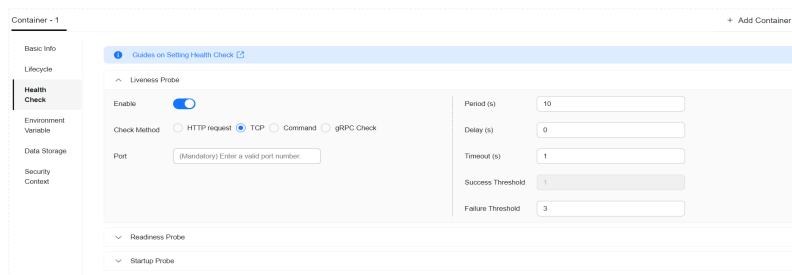 Container - 1
+ Add Container
Basic Info
Lifecycle
Health
Check
Environment
Variable
Data Storage
Security
Context
Guides on Setting Health Check
Liveness Probe
Enable
Check Method
HTTP request
TCP
Command
gRPC Check
Port
(Mandatory) Enter a valid port number.
Period (s)
10
Delay (s)
0
Timeout (s)
1
Success Threshold
1
Failure Threshold
3
Readiness Probe
Startup Probe